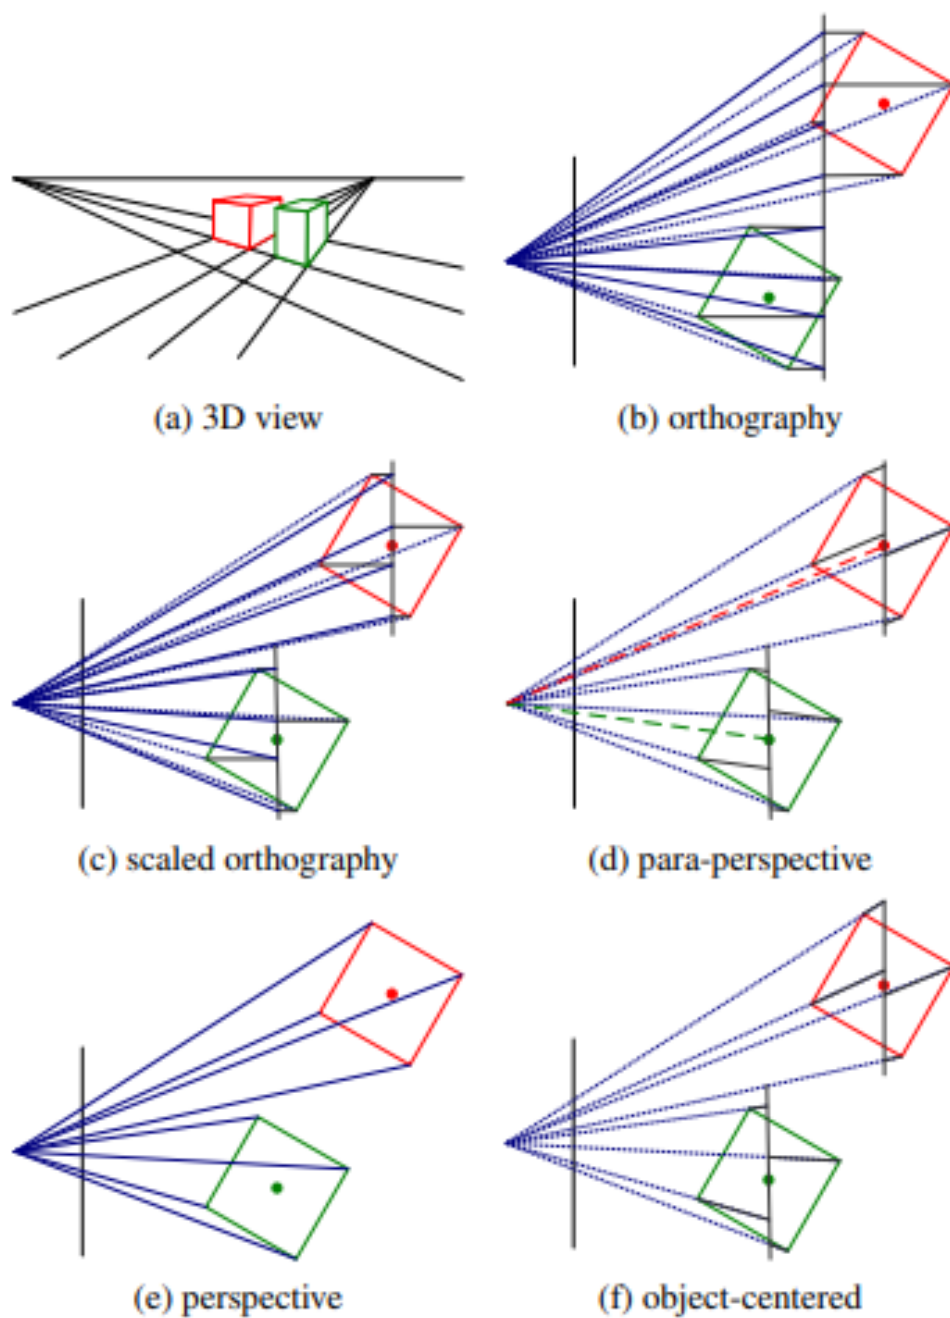 (a) 3D view
(b) orthography
(c) scaled orthography
(d) para-perspective
(e) perspective
(f) object-centered